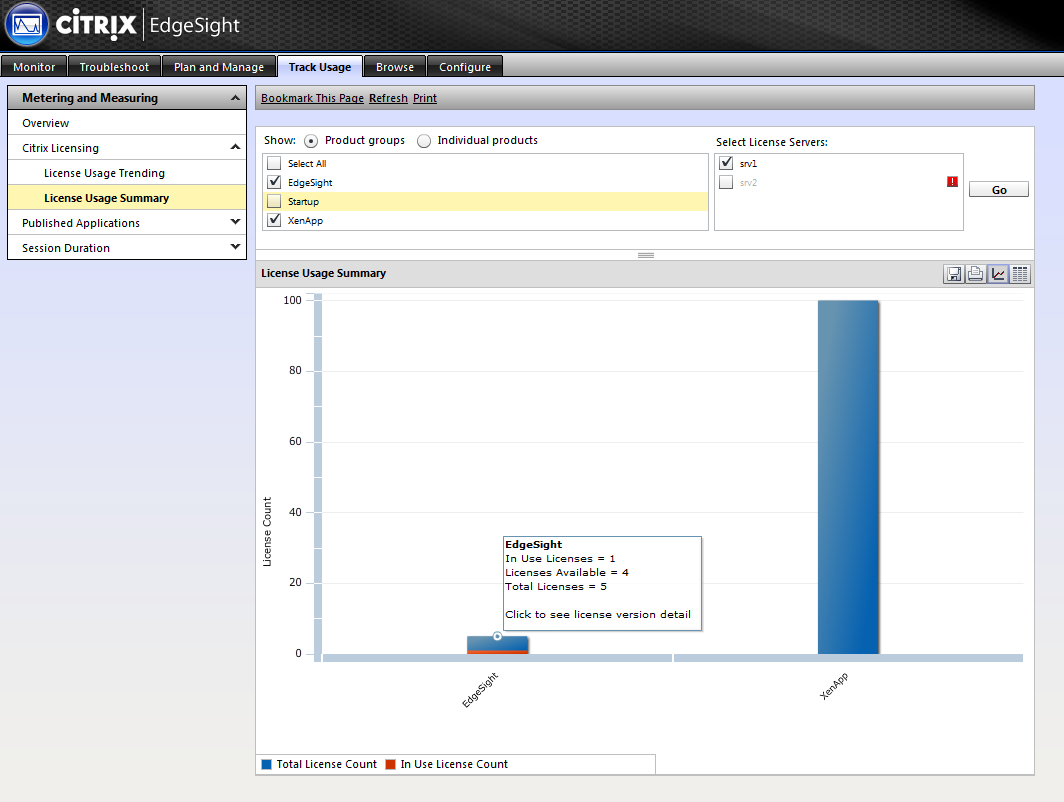 CİTRIX EdgeSight
Monitor Troubleshoot Plan and Manage Track Usage Browse Configure
Metering and Measuring
Overview
Citrix Licensing
License Usage Trending
License Usage Summary
Published Applications
Session Duration
Bookmark This Page Refresh Print
Show: Product groups Individual products
Select All
EdgeSight
Startup
XenApp
Select License Servers:
srv1
srv2
!
Go
License Usage Summary
100
80
60
40
20
0
License Count
EdgeSight
In Use Licenses = 1
Licenses Available = 4
Total Licenses = 5
Click to see license version detail
EdgeSight
XenApp
Total License Count In Use License Count